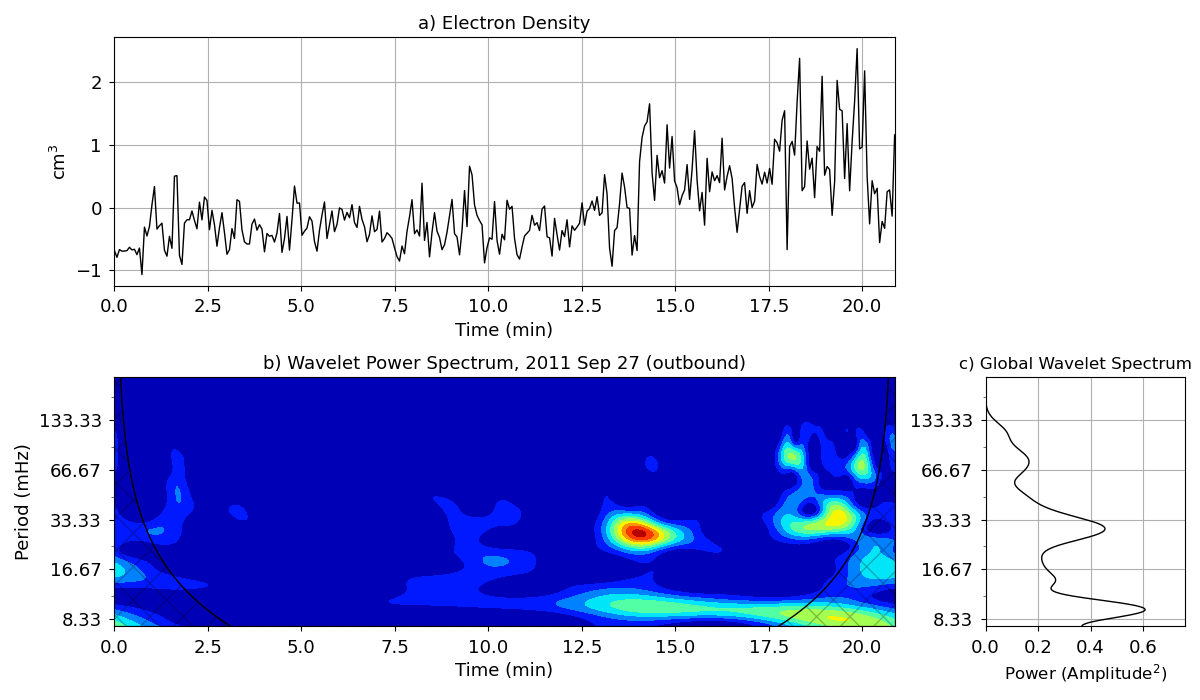 a) Electron Density
cm³
2
1
0
−1
0.0 2.5 5.0 7.5 10.0 12.5 15.0 17.5 20.0
Time (min)
b) Wavelet Power Spectrum, 2011 Sep 27 (outbound)
Period (mHz)
133.33
66.67
33.33
16.67
8.33
0.0 2.5 5.0 7.5 10.0 12.5 15.0 17.5 20.0
Time (min)
c) Global Wavelet Spectrum
133.33
66.67
33.33
16.67
8.33
0.0 0.2 0.4 0.6
Power (Amplitude²)